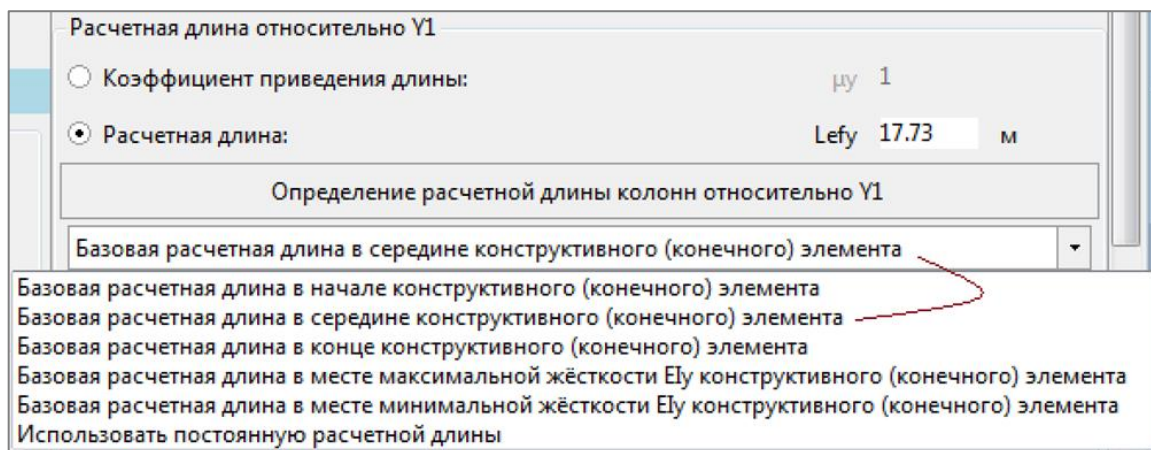 Расчетная длина относительно Y1
Коэффициент приведения длины: μy 1
Расчетная длина: Lefy 17.73 м
Определение расчетной длины колонн относительно Y1
Базовая расчетная длина в середине конструктивного (конечного) элемента
Базовая расчетная длина в начале конструктивного (конечного) элемента
Базовая расчетная длина в середине конструктивного (конечного) элемента
Базовая расчетная длина в конце конструктивного (конечного) элемента
Базовая расчетная длина в месте максимальной жёсткости EIy конструктивного (конечного) элемента
Базовая расчетная длина в месте минимальной жёсткости EIy конструктивного (конечного) элемента
Использовать постоянную расчетной длины